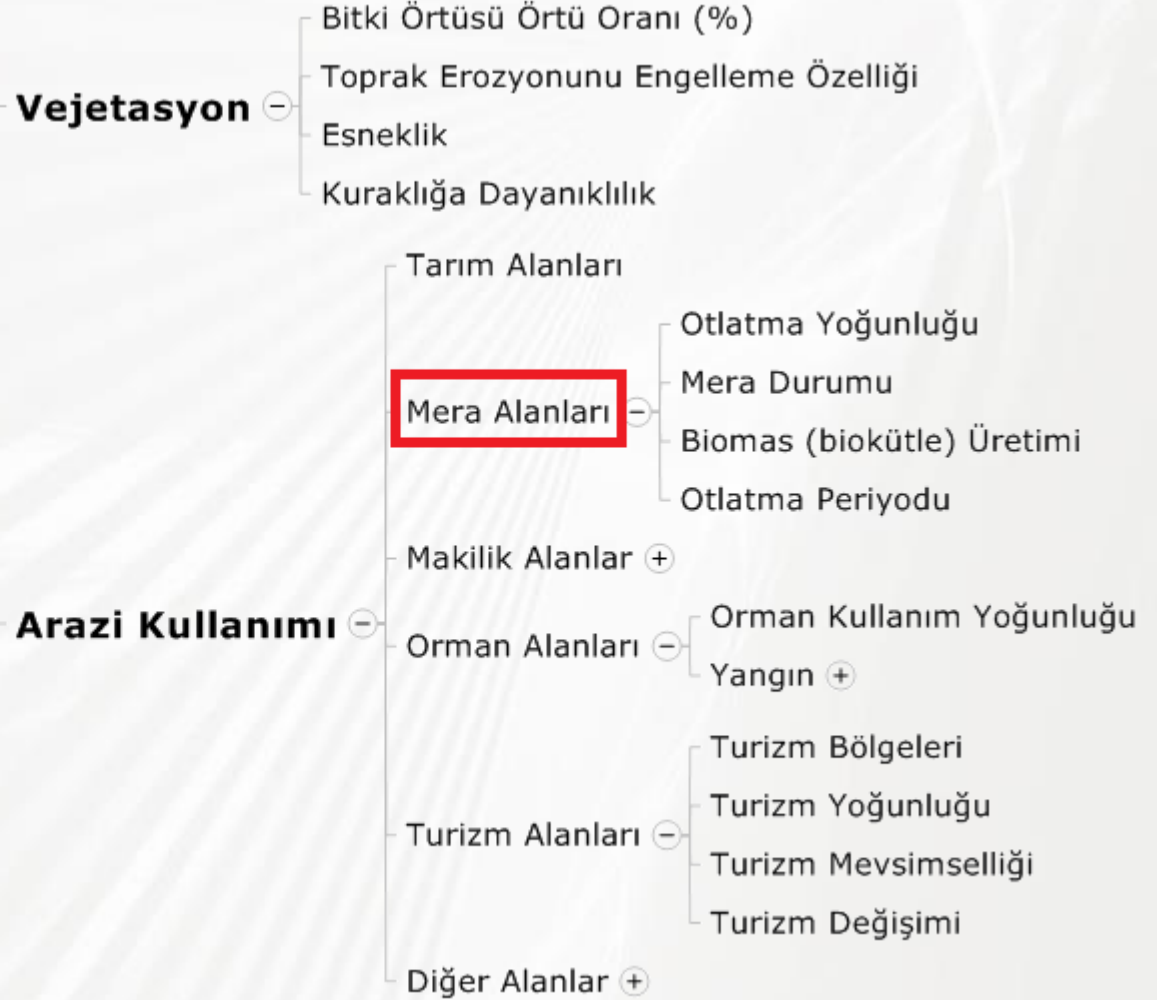 Bitki Örtüsü Örtü Oranı (%)
Toprak Erozyonunu Engelleme Özelliği
Vejetasyon
Esneklik
Kuraklığa Dayanıklılık
Tarım Alanları
Otlatma Yoğunluğu
Mera Durumu
Mera Alanları
Biomas (biokütle) Üretimi
Otlatma Periyodu
Makilik Alanlar
Arazi Kullanımı
Orman Kullanım Yoğunluğu
Orman Alanları
Yangın
Turizm Bölgeleri
Turizm Yoğunluğu
Turizm Alanları
Turizm Mevsimselliği
Turizm Değişimi
Diğer Alanlar